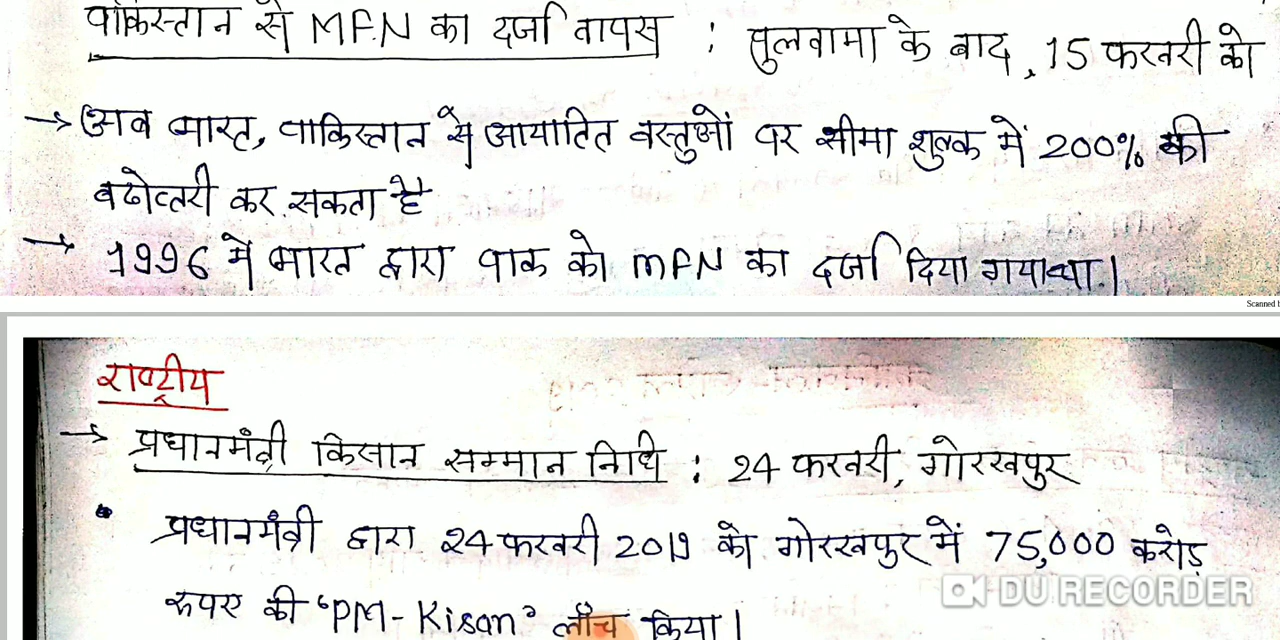 पाकिस्तान से MFN का दर्जा वापस : पुलवामा के बाद, 15 फरवरी को
→ अब भारत, पाकिस्तान से आयातित वस्तुओं पर सीमा शुल्क में 200% की
बढोत्तरी कर सकता है
→ 1996 में भारत द्वारा पाक को MFN का दर्जा दिया गया था।
Scanned b
राष्ट्रीय
→ प्रधानमंत्री किसान सम्मान निधि : 24 फरवरी, गोरखपुर
• प्रधानमंत्री द्वारा 24 फरवरी 2019 को गोरखपुर में 75,000 करोड़
DU RECORDER
रुपए की 'PM-Kisan' लॉंच किया।